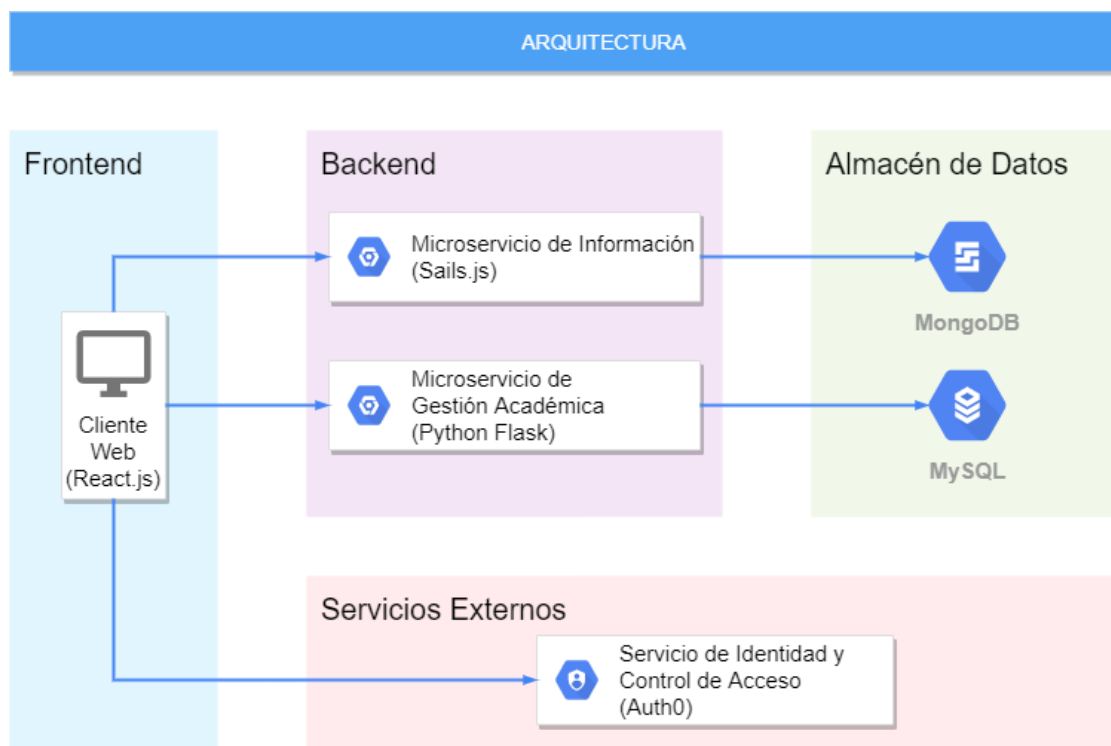 ARQUITECTURA
Frontend
Backend
Almacén de Datos
Microservicio de Información
(Sails.js)
MongoDB
Microservicio de
Gestión Académica
(Python Flask)
MySQL
Cliente
Web
(React.js)
Servicios Externos
Servicio de Identidad y
Control de Acceso
(Auth0)